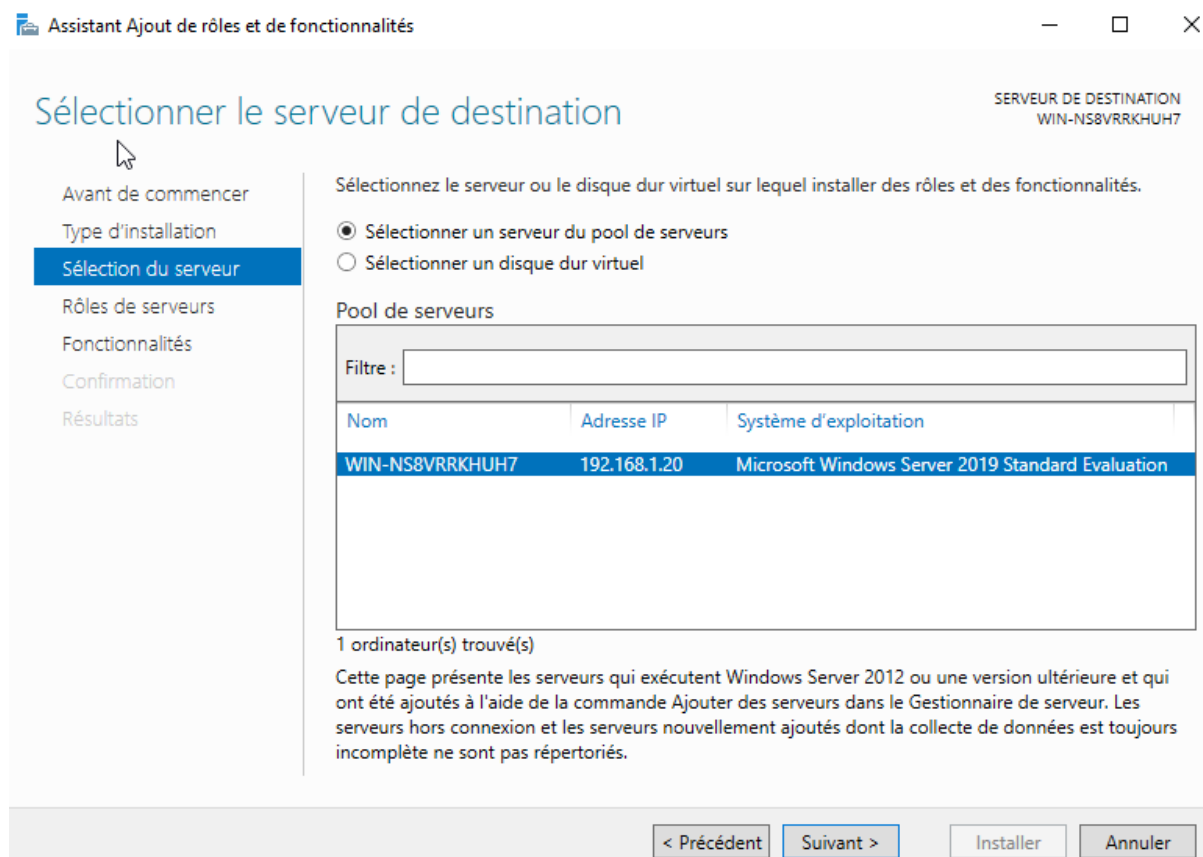 Assistant Ajout de rôles et de fonctionnalités
Sélectionner le serveur de destination
SERVEUR DE DESTINATION
WIN-NS8VRRKHUH7
Avant de commencer
Type d'installation
Sélection du serveur
Rôles de serveurs
Fonctionnalités
Confirmation
Résultats
Sélectionnez le serveur ou le disque dur virtuel sur lequel installer des rôles et des fonctionnalités.
Sélectionner un serveur du pool de serveurs
Sélectionner un disque dur virtuel
Pool de serveurs
Filtre :
Nom Adresse IP Système d'exploitation
WIN-NS8VRRKHUH7 192.168.1.20 Microsoft Windows Server 2019 Standard Evaluation
1 ordinateur(s) trouvé(s)
Cette page présente les serveurs qui exécutent Windows Server 2012 ou une version ultérieure et qui
ont été ajoutés à l'aide de la commande Ajouter des serveurs dans le Gestionnaire de serveur. Les
serveurs hors connexion et les serveurs nouvellement ajoutés dont la collecte de données est toujours
incomplète ne sont pas répertoriés.
< Précédent Suivant > Installer Annuler